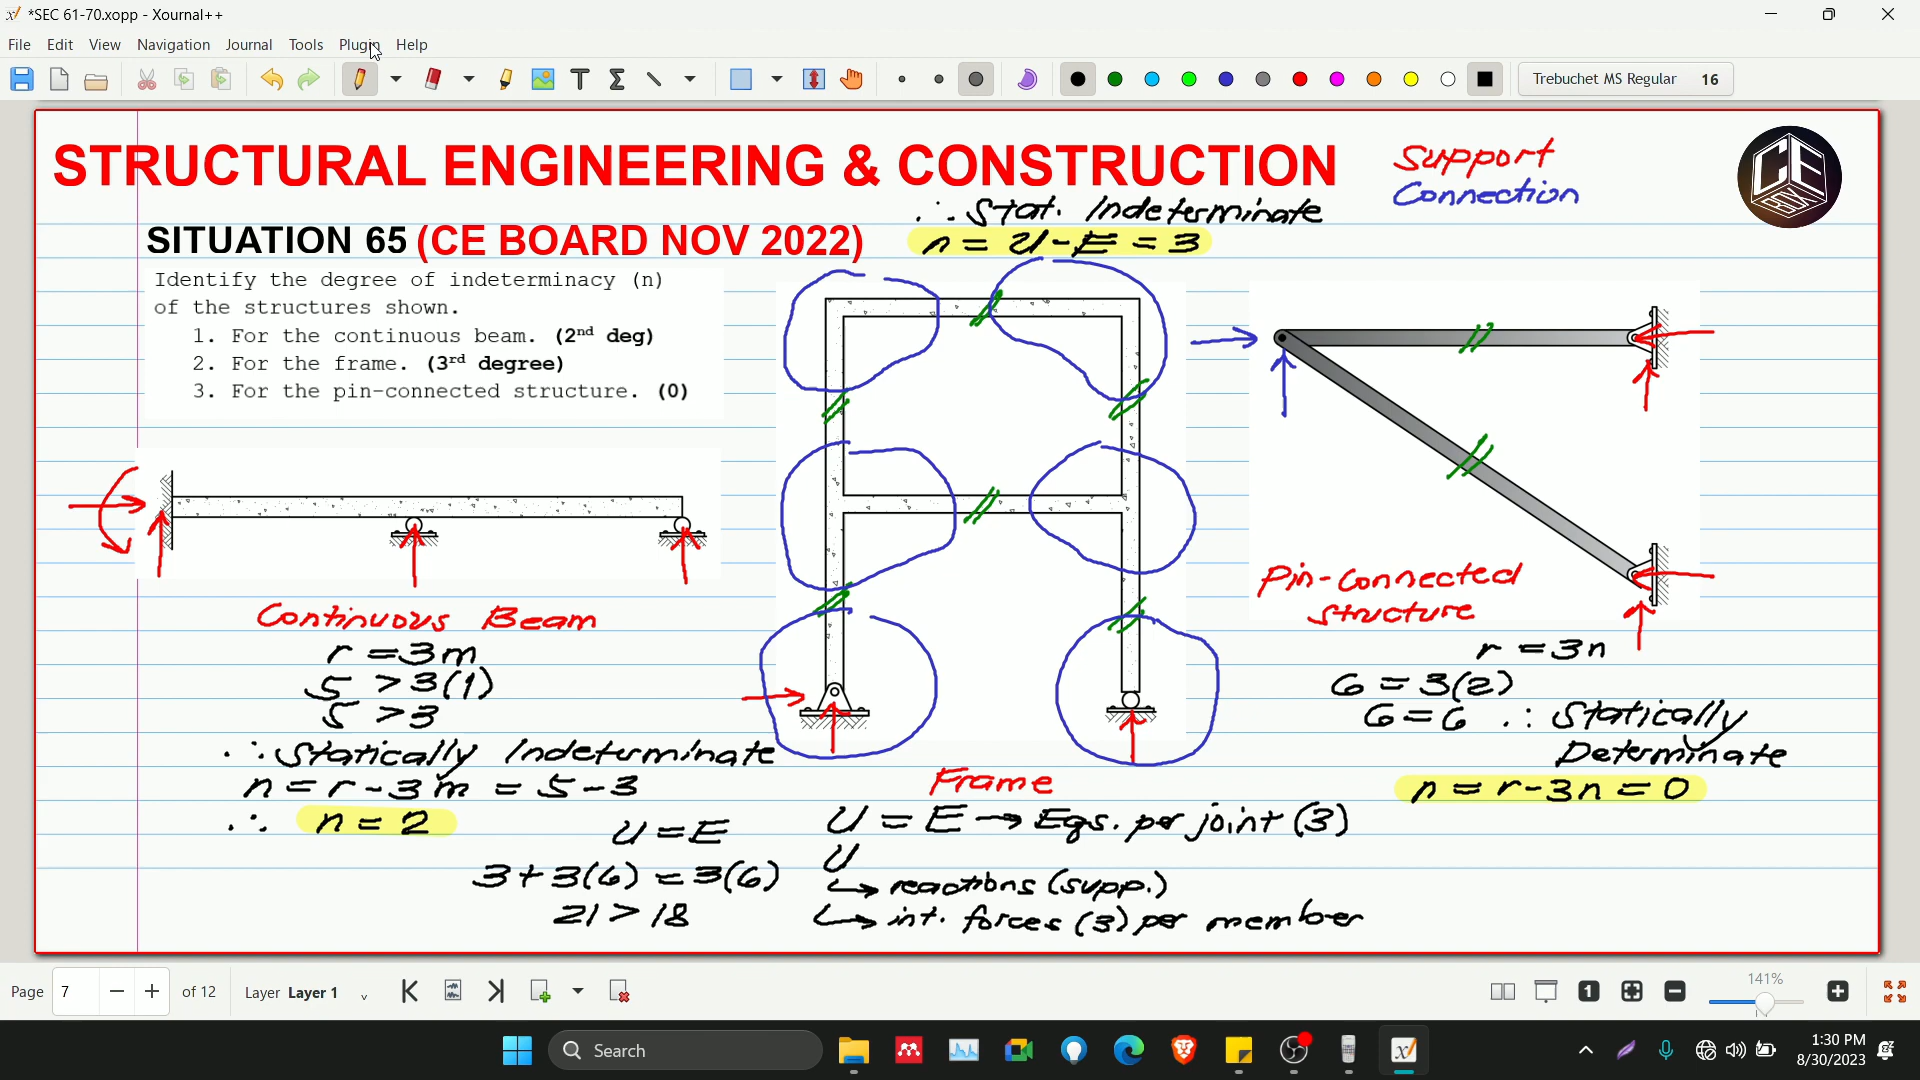 *SEC 61-70.xopp - Xournal++
File Edit View Navigation Journal Tools Plugin Help
Trebuchet MS Regular 16
STRUCTURAL ENGINEERING & CONSTRUCTION
Support
Connection
∴ Stat. Indeterminate
SITUATION 65 (CE BOARD NOV 2022)
n = U-E = 3
Identify the degree of indeterminacy (n)
of the structures shown.
1. For the continuous beam. (2nd deg)
2. For the frame. (3rd degree)
3. For the pin-connected structure. (0)
Continuous Beam
r = 3m
5 > 3(1)
5 > 3
∴ Statically Indeterminate
n = r - 3m = 5 - 3
∴ n = 2
Frame
U = E → Eqs. per joint (3)
U
↳ reactions (supp.)
↳ int. forces (3) per member
U = E
3 + 3(6) = 3(6)
21 > 18
Pin-Connected
Structure
r = 3n
6 = 3(2)
6 = 6 ∴ Statically
Determinate
n = r - 3n = 0
Page 7 of 12 Layer Layer 1
141%
Search
1:30 PM
8/30/2023